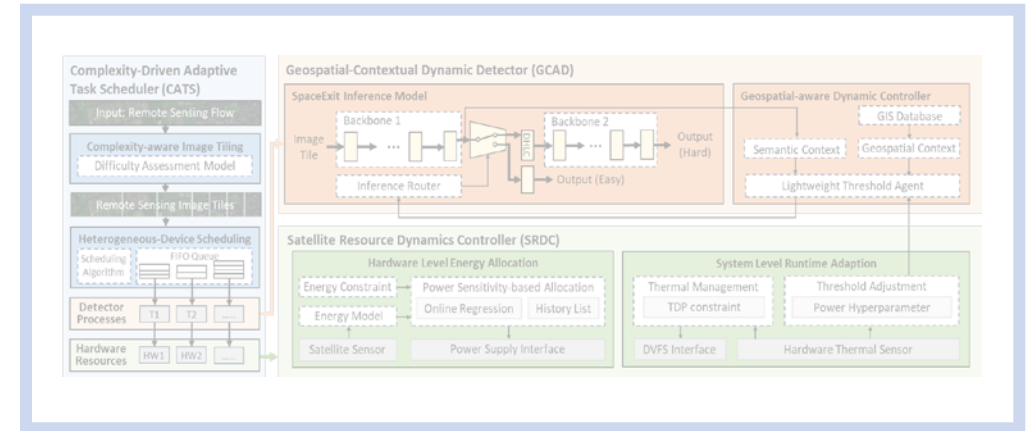 Complexity-Driven Adaptive
Task Scheduler (CATS)
Input: Remote Sensing Flow
Complexity-aware Image Tiling
Difficulty Assessment Model
Remote Sensing Image Tiles
Heterogeneous-Device Scheduling
Scheduling
Algorithm
FIFO Queue
Detector
Processes
T1
T2
......
Hardware
Resources
HW1
HW2
......
Geospatial-Contextual Dynamic Detector (GCAD)
SpaceExit Inference Model
Image
Tile
Backbone 1
...
DHLC
Backbone 2
...
Output
(Hard)
Output (Easy)
Inference Router
Geospatial-aware Dynamic Controller
GIS Database
Semantic Context
Geospatial Context
Lightweight Threshold Agent
Satellite Resource Dynamics Controller (SRDC)
Hardware Level Energy Allocation
Energy Constraint
Energy Model
Power Sensitivity-based Allocation
Online Regression
History List
Satellite Sensor
Power Supply Interface
System Level Runtime Adaption
Thermal Management
TDP constraint
Threshold Adjustment
Power Hyperparameter
DVFS Interface
Hardware Thermal Sensor